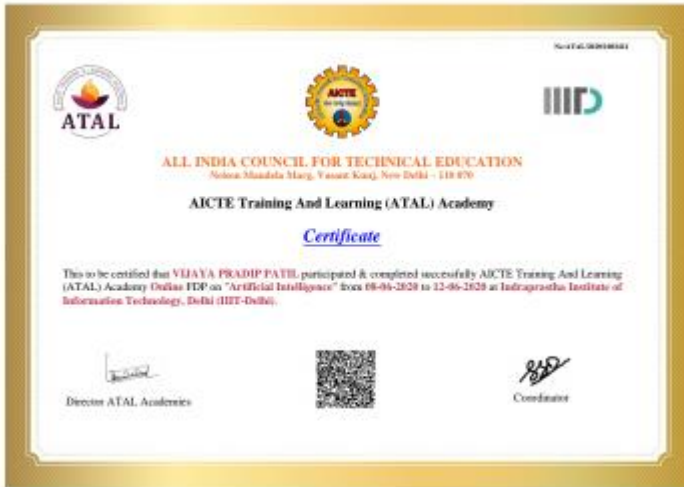 ATAL
AICTE
ALL INDIA COUNCIL FOR TECHNICAL EDUCATION
Nelson Mandela Marg, Vasant Kunj, New Delhi – 110 070
AICTE Training And Learning (ATAL) Academy
Certificate
This to be certified that VIJAYA PRADIP PATIL participated & completed successfully AICTE Training And Learning
(ATAL) Academy Online FDP on "Artificial Intelligence" from 08-06-2020 to 12-06-2020 at Indraprastha Institute of
Information Technology, Delhi (IIIT-Delhi).
Director ATAL Academies
Coordinator